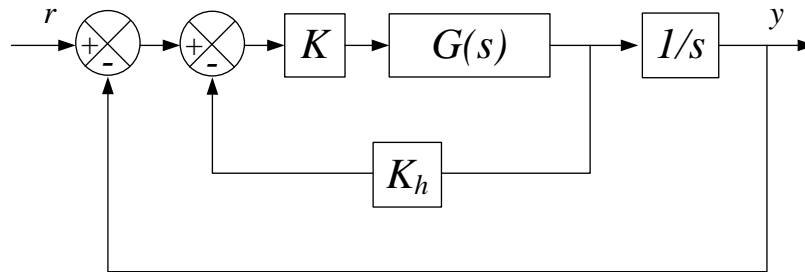 r
y
+
-
+
-
K
G(s)
1/s
K_h